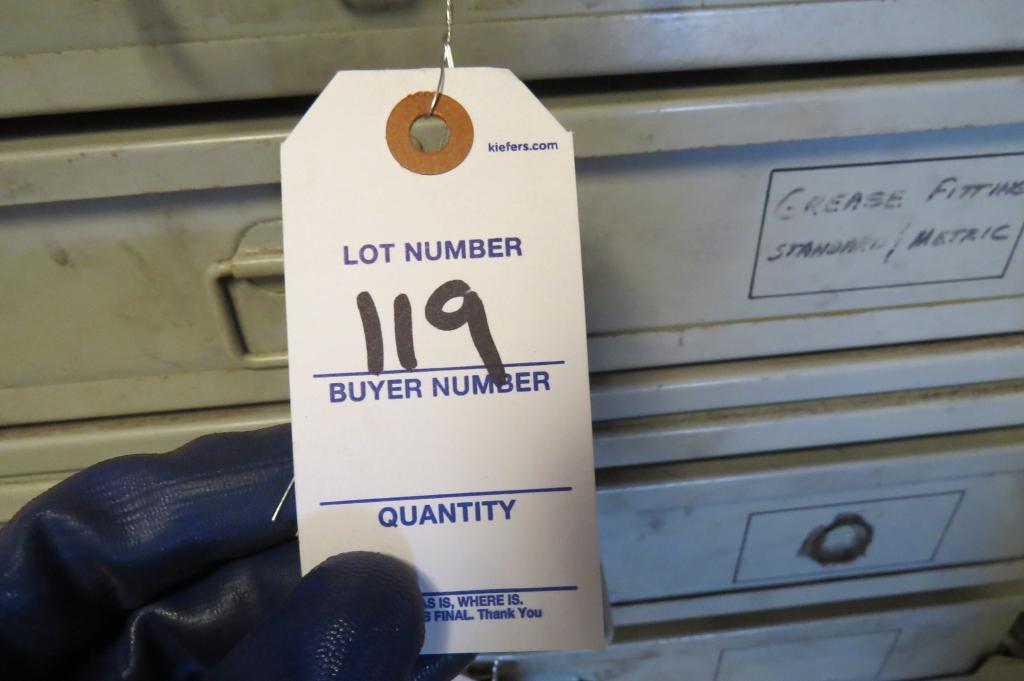 kiefers.com
LOT NUMBER
119
BUYER NUMBER
QUANTITY
AS IS, WHERE IS.
FINAL. Thank You
GREASE FITTING
STANDARD/METRIC